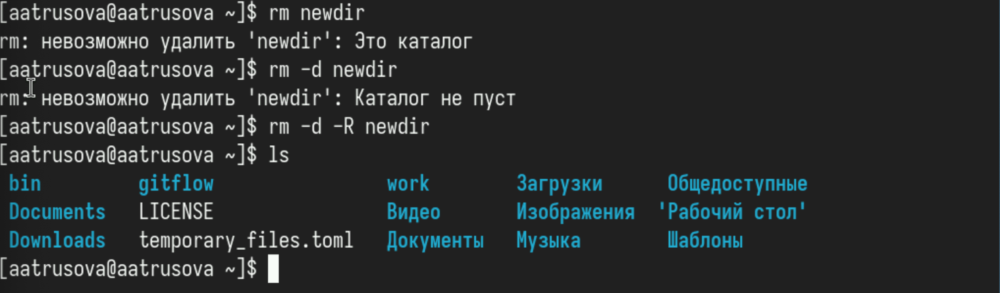 [aatrusova@aatrusova ~]$ rm newdir
rm: невозможно удалить 'newdir': Это каталог
[aatrusova@aatrusova ~]$ rm -d newdir
rm: невозможно удалить 'newdir': Каталог не пуст
[aatrusova@aatrusova ~]$ rm -d -R newdir
[aatrusova@aatrusova ~]$ ls
bin gitflow work Загрузки Общедоступные
Documents LICENSE Видео Изображения 'Рабочий стол'
Downloads temporary_files.toml Документы Музыка Шаблоны
[aatrusova@aatrusova ~]$